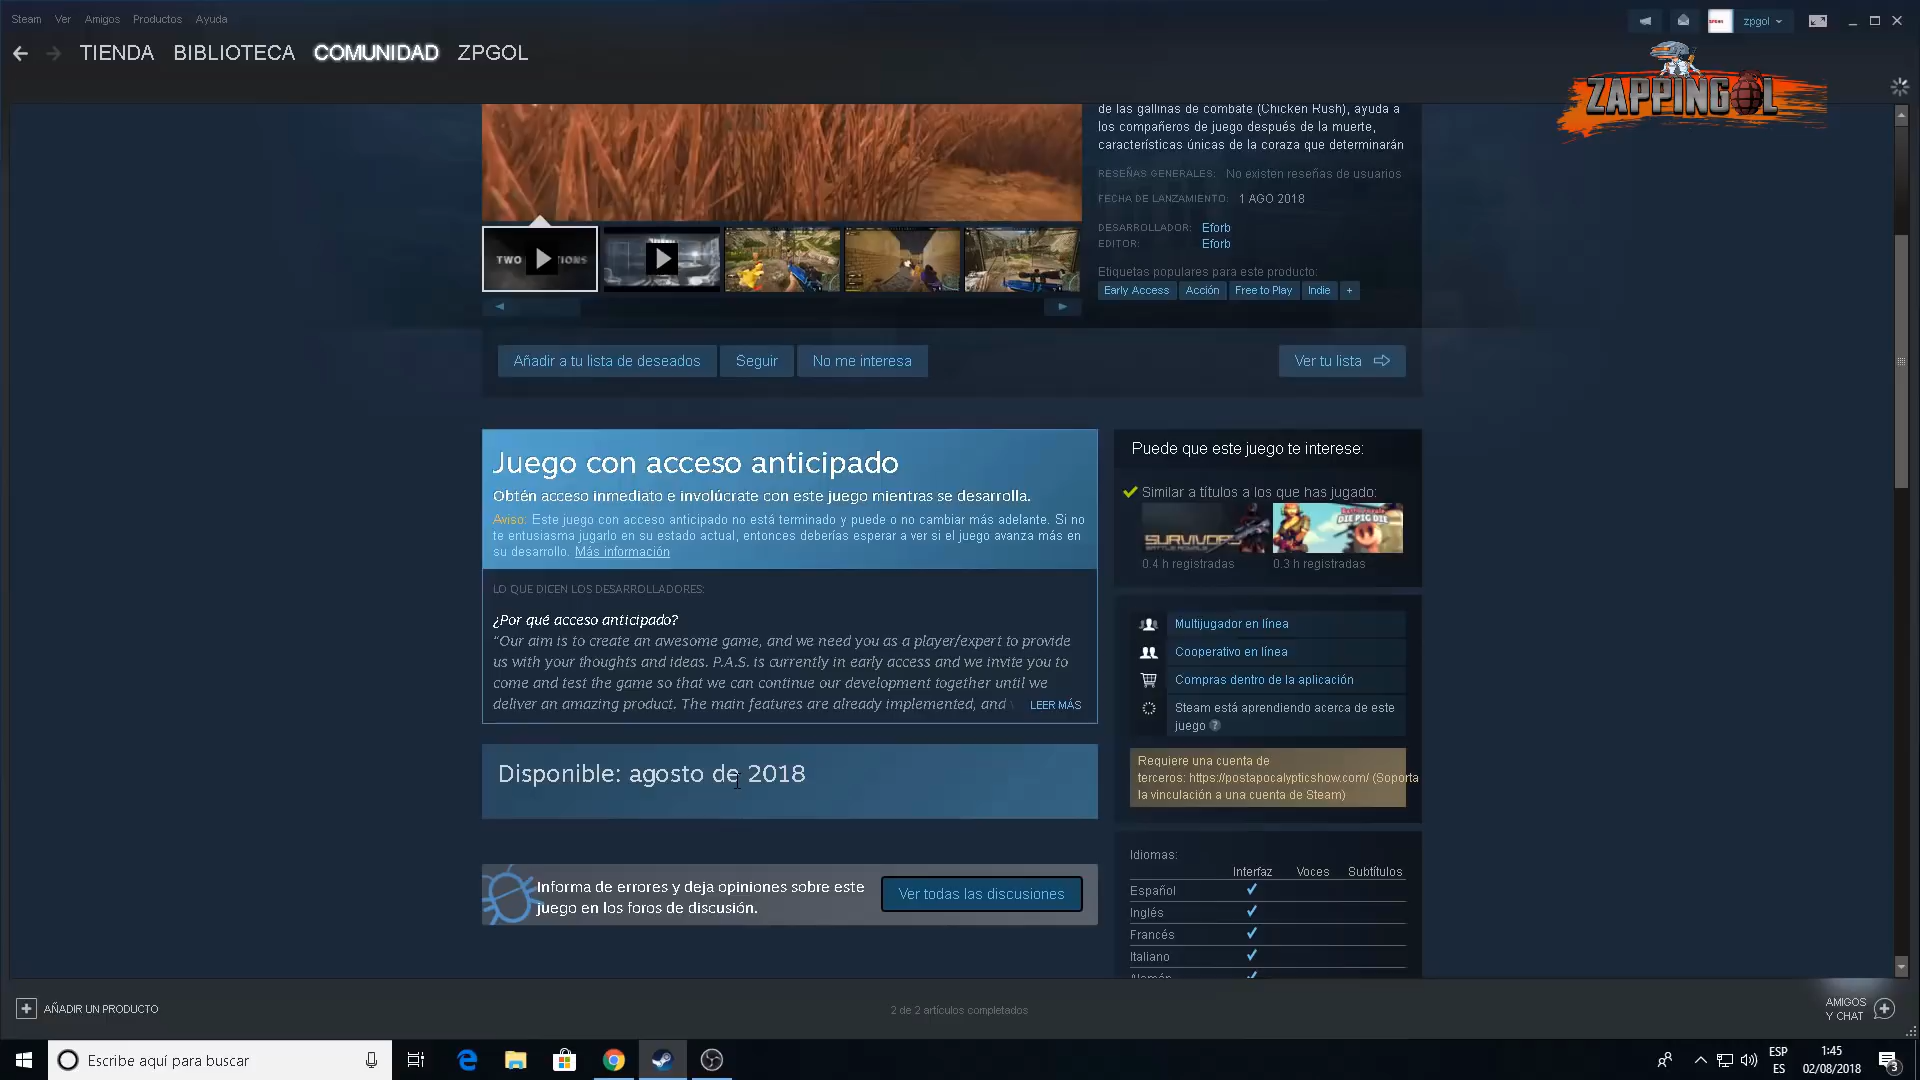 Steam Ver Amigos Productos Ayuda
zpgol
TIENDA BIBLIOTECA COMUNIDAD ZPGOL
ZAPPINGOL
de las gallinas de combate (Chicken Rush), ayuda a
los compañeros de juego después de la muerte,
características únicas de la coraza que determinarán
RESEÑAS GENERALES: No existen reseñas de usuarios
FECHA DE LANZAMIENTO: 1 AGO 2018
DESARROLLADOR: Eforb
EDITOR: Eforb
Etiquetas populares para este producto:
Early Access Acción Free to Play Indie +
TWO
Añadir a tu lista de deseados Seguir No me interesa Ver tu lista
Juego con acceso anticipado
Obtén acceso inmediato e involúcrate con este juego mientras se desarrolla.
Aviso: Este juego con acceso anticipado no está terminado y puede o no cambiar más adelante. Si no
te entusiasma jugarlo en su estado actual, entonces deberías esperar a ver si el juego avanza más en
su desarrollo. Más información
LO QUE DICEN LOS DESARROLLADORES:
¿Por qué acceso anticipado?
"Our aim is to create an awesome game, and we need you as a player/expert to provide
us with your thoughts and ideas. P.A.S. is currently in early access and we invite you to
come and test the game so that we can continue our development together until we
deliver an amazing product. The main features are already implemented, and
LEER MÁS
Disponible: agosto de 2018
Informa de errores y deja opiniones sobre este
juego en los foros de discusión.
Ver todas las discusiones
Puede que este juego te interese:
Similar a títulos a los que has jugado:
SURVIVORS
BATTLE ROYALE
DIE PIG DIE
0.4 h registradas 0.3 h registradas
Multijugador en línea
Cooperativo en línea
Compras dentro de la aplicación
Steam está aprendiendo acerca de este
juego ?
Requiere una cuenta de
terceros: https://postapocalypticshow.com/ (Soporta
la vinculación a una cuenta de Steam)
Idiomas:
Interfaz Voces Subtítulos
Español
Inglés
Francés
Italiano
Alemán
AÑADIR UN PRODUCTO
2 de 2 artículos completados
AMIGOS
Y CHAT
Escribe aquí para buscar
ESP
ES
1:45
02/08/2018
3